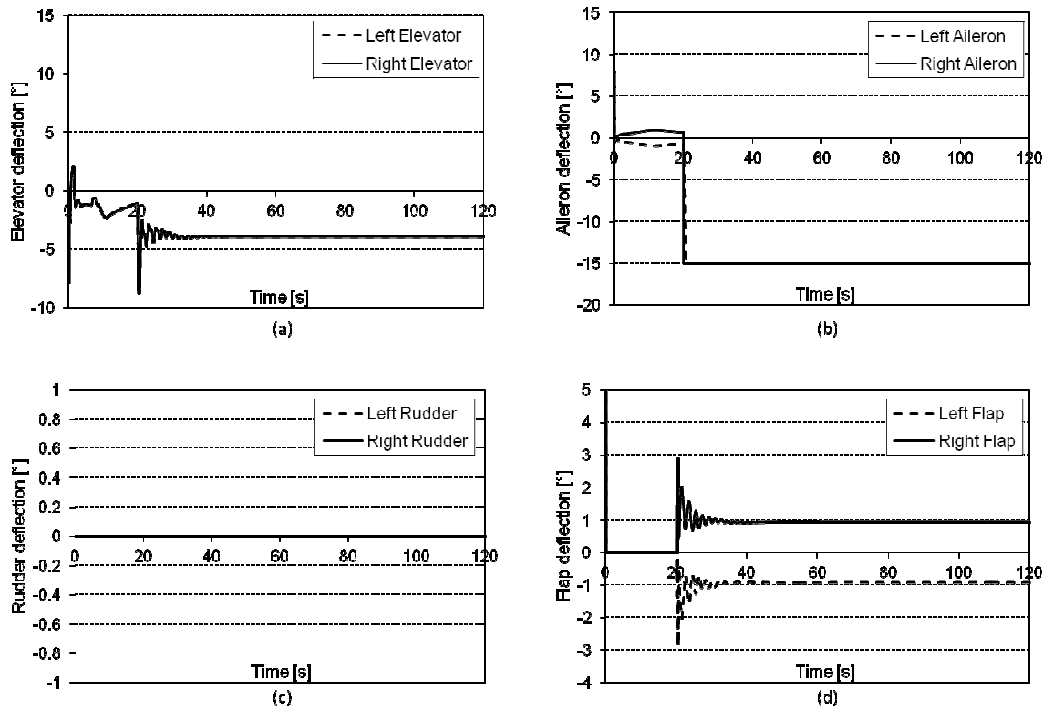 15
10
5
0
-5
-10
Elevator deflection [°]
Left Elevator
Right Elevator
0 20 40 60 80 100 120
Time [s]
(a)
15
10
5
0
-5
-10
-15
-20
Aileron deflection [°]
Left Aileron
Right Aileron
0 20 40 60 80 100 120
Time [s]
(b)
1
0.8
0.6
0.4
0.2
0
-0.2
-0.4
-0.6
-0.8
-1
Rudder deflection [°]
Left Rudder
Right Rudder
0 20 40 60 80 100 120
Time [s]
(c)
5
4
3
2
1
0
-1
-2
-3
-4
Flap deflection [°]
Left Flap
Right Flap
0 20 40 60 80 100 120
Time [s]
(d)